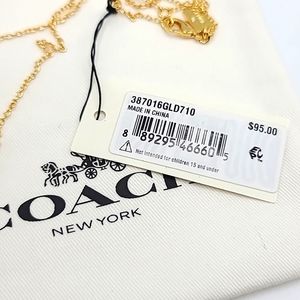 387016GLD710
MADE IN CHINA
$95.00
8 89295 46660 5
Not intended for children 15 and under
COACH
NEW YORK